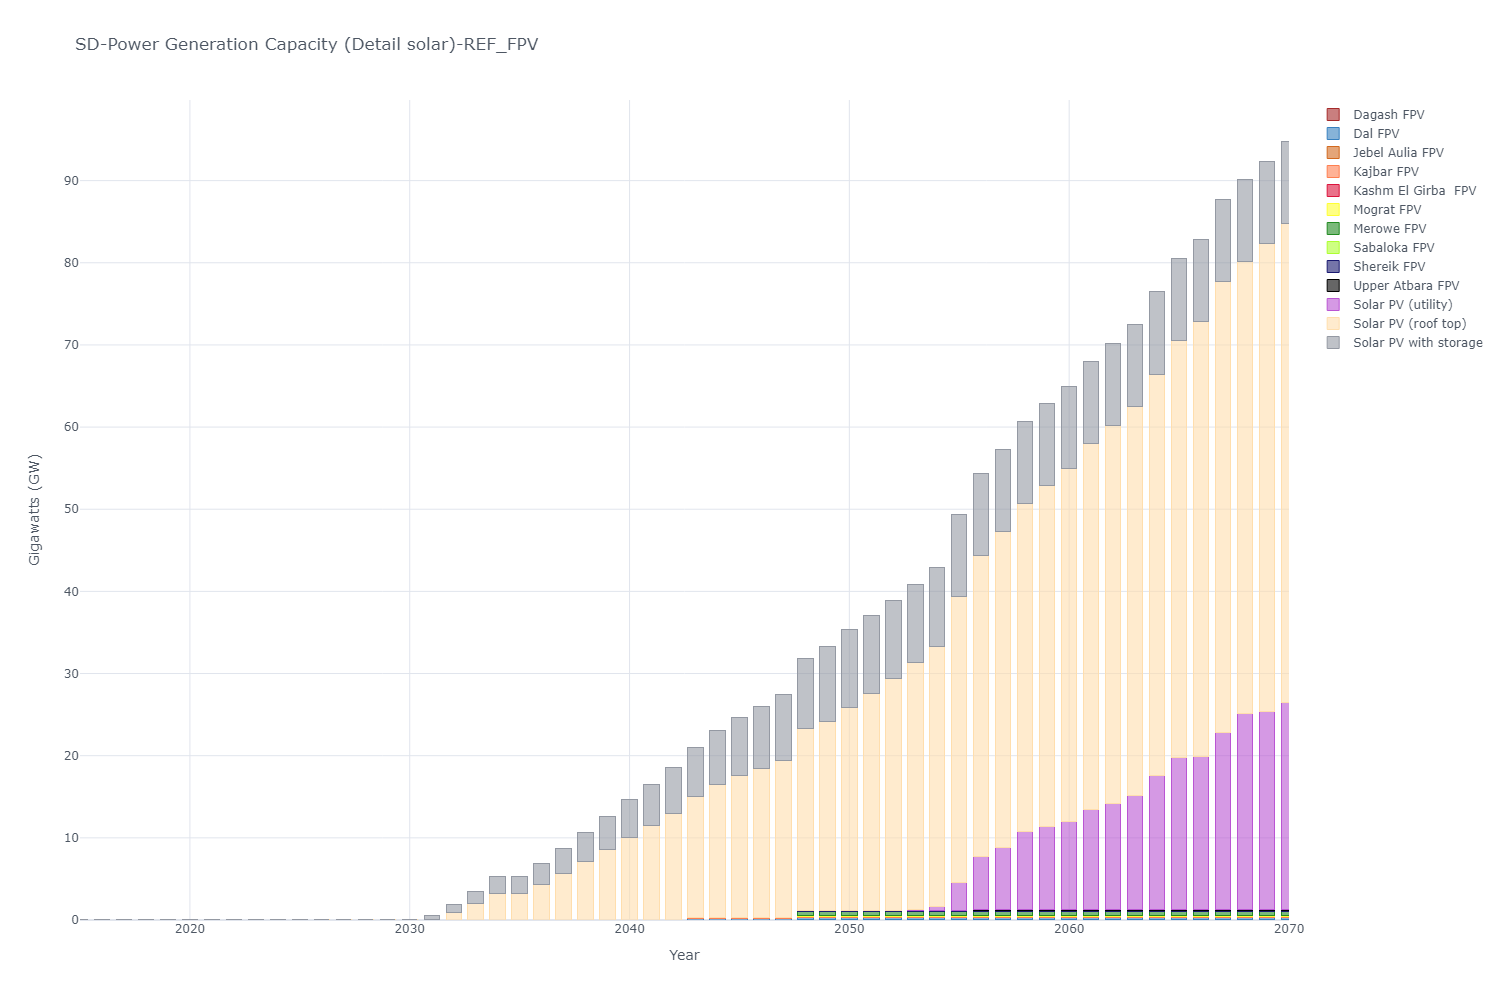 SD-Power Generation Capacity (Detail solar)-REF_FPV
Dagash FPV
Dal FPV
Jebel Aulia FPV
Kajbar FPV
Kashm El Girba  FPV
Mograt FPV
Merowe FPV
Sabaloka FPV
Shereik FPV
Upper Atbara FPV
Solar PV (utility)
Solar PV (roof top)
Solar PV with storage
Gigawatts (GW)
90
80
70
60
50
40
30
20
10
0
2020
2030
2040
2050
2060
2070
Year